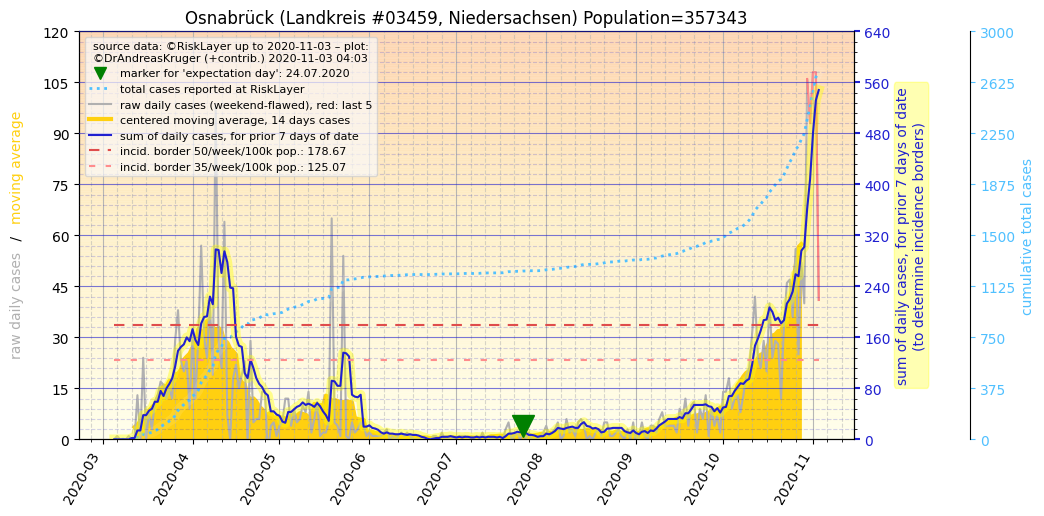 Osnabrück (Landkreis #03459, Niedersachsen) Population=357343
source data: ©RiskLayer up to 2020-11-03 – plot:
©DrAndreasKruger (+contrib.) 2020-11-03 04:03
marker for 'expectation day': 24.07.2020
total cases reported at RiskLayer
raw daily cases (weekend-flawed), red: last 5
centered moving average, 14 days cases
sum of daily cases, for prior 7 days of date
incid. border 50/week/100k pop.: 178.67
incid. border 35/week/100k pop.: 125.07
raw daily cases / moving average
120
105
90
75
60
45
30
15
0
2020-03
2020-04
2020-05
2020-06
2020-07
2020-08
2020-09
2020-10
2020-11
640
560
480
400
320
240
160
80
0
sum of daily cases, for prior 7 days of date
(to determine incidence borders)
3000
2625
2250
1875
1500
1125
750
375
0
cumulative total cases